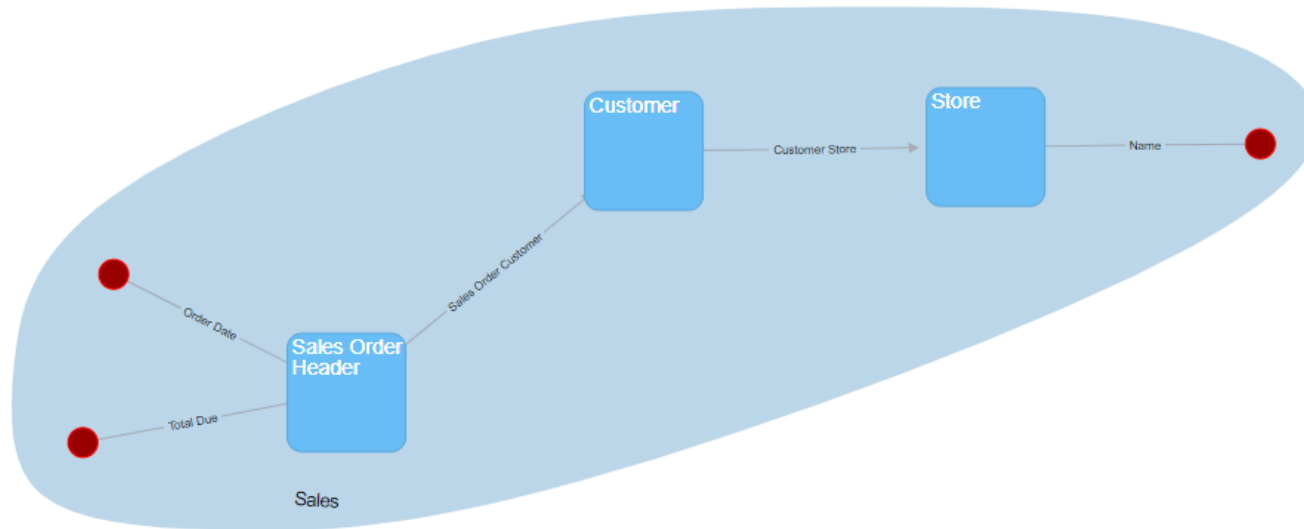 Customer
Store
Customer Store
Name
Sales Order Customer
Order Date
Sales Order
Header
Total Due
Sales